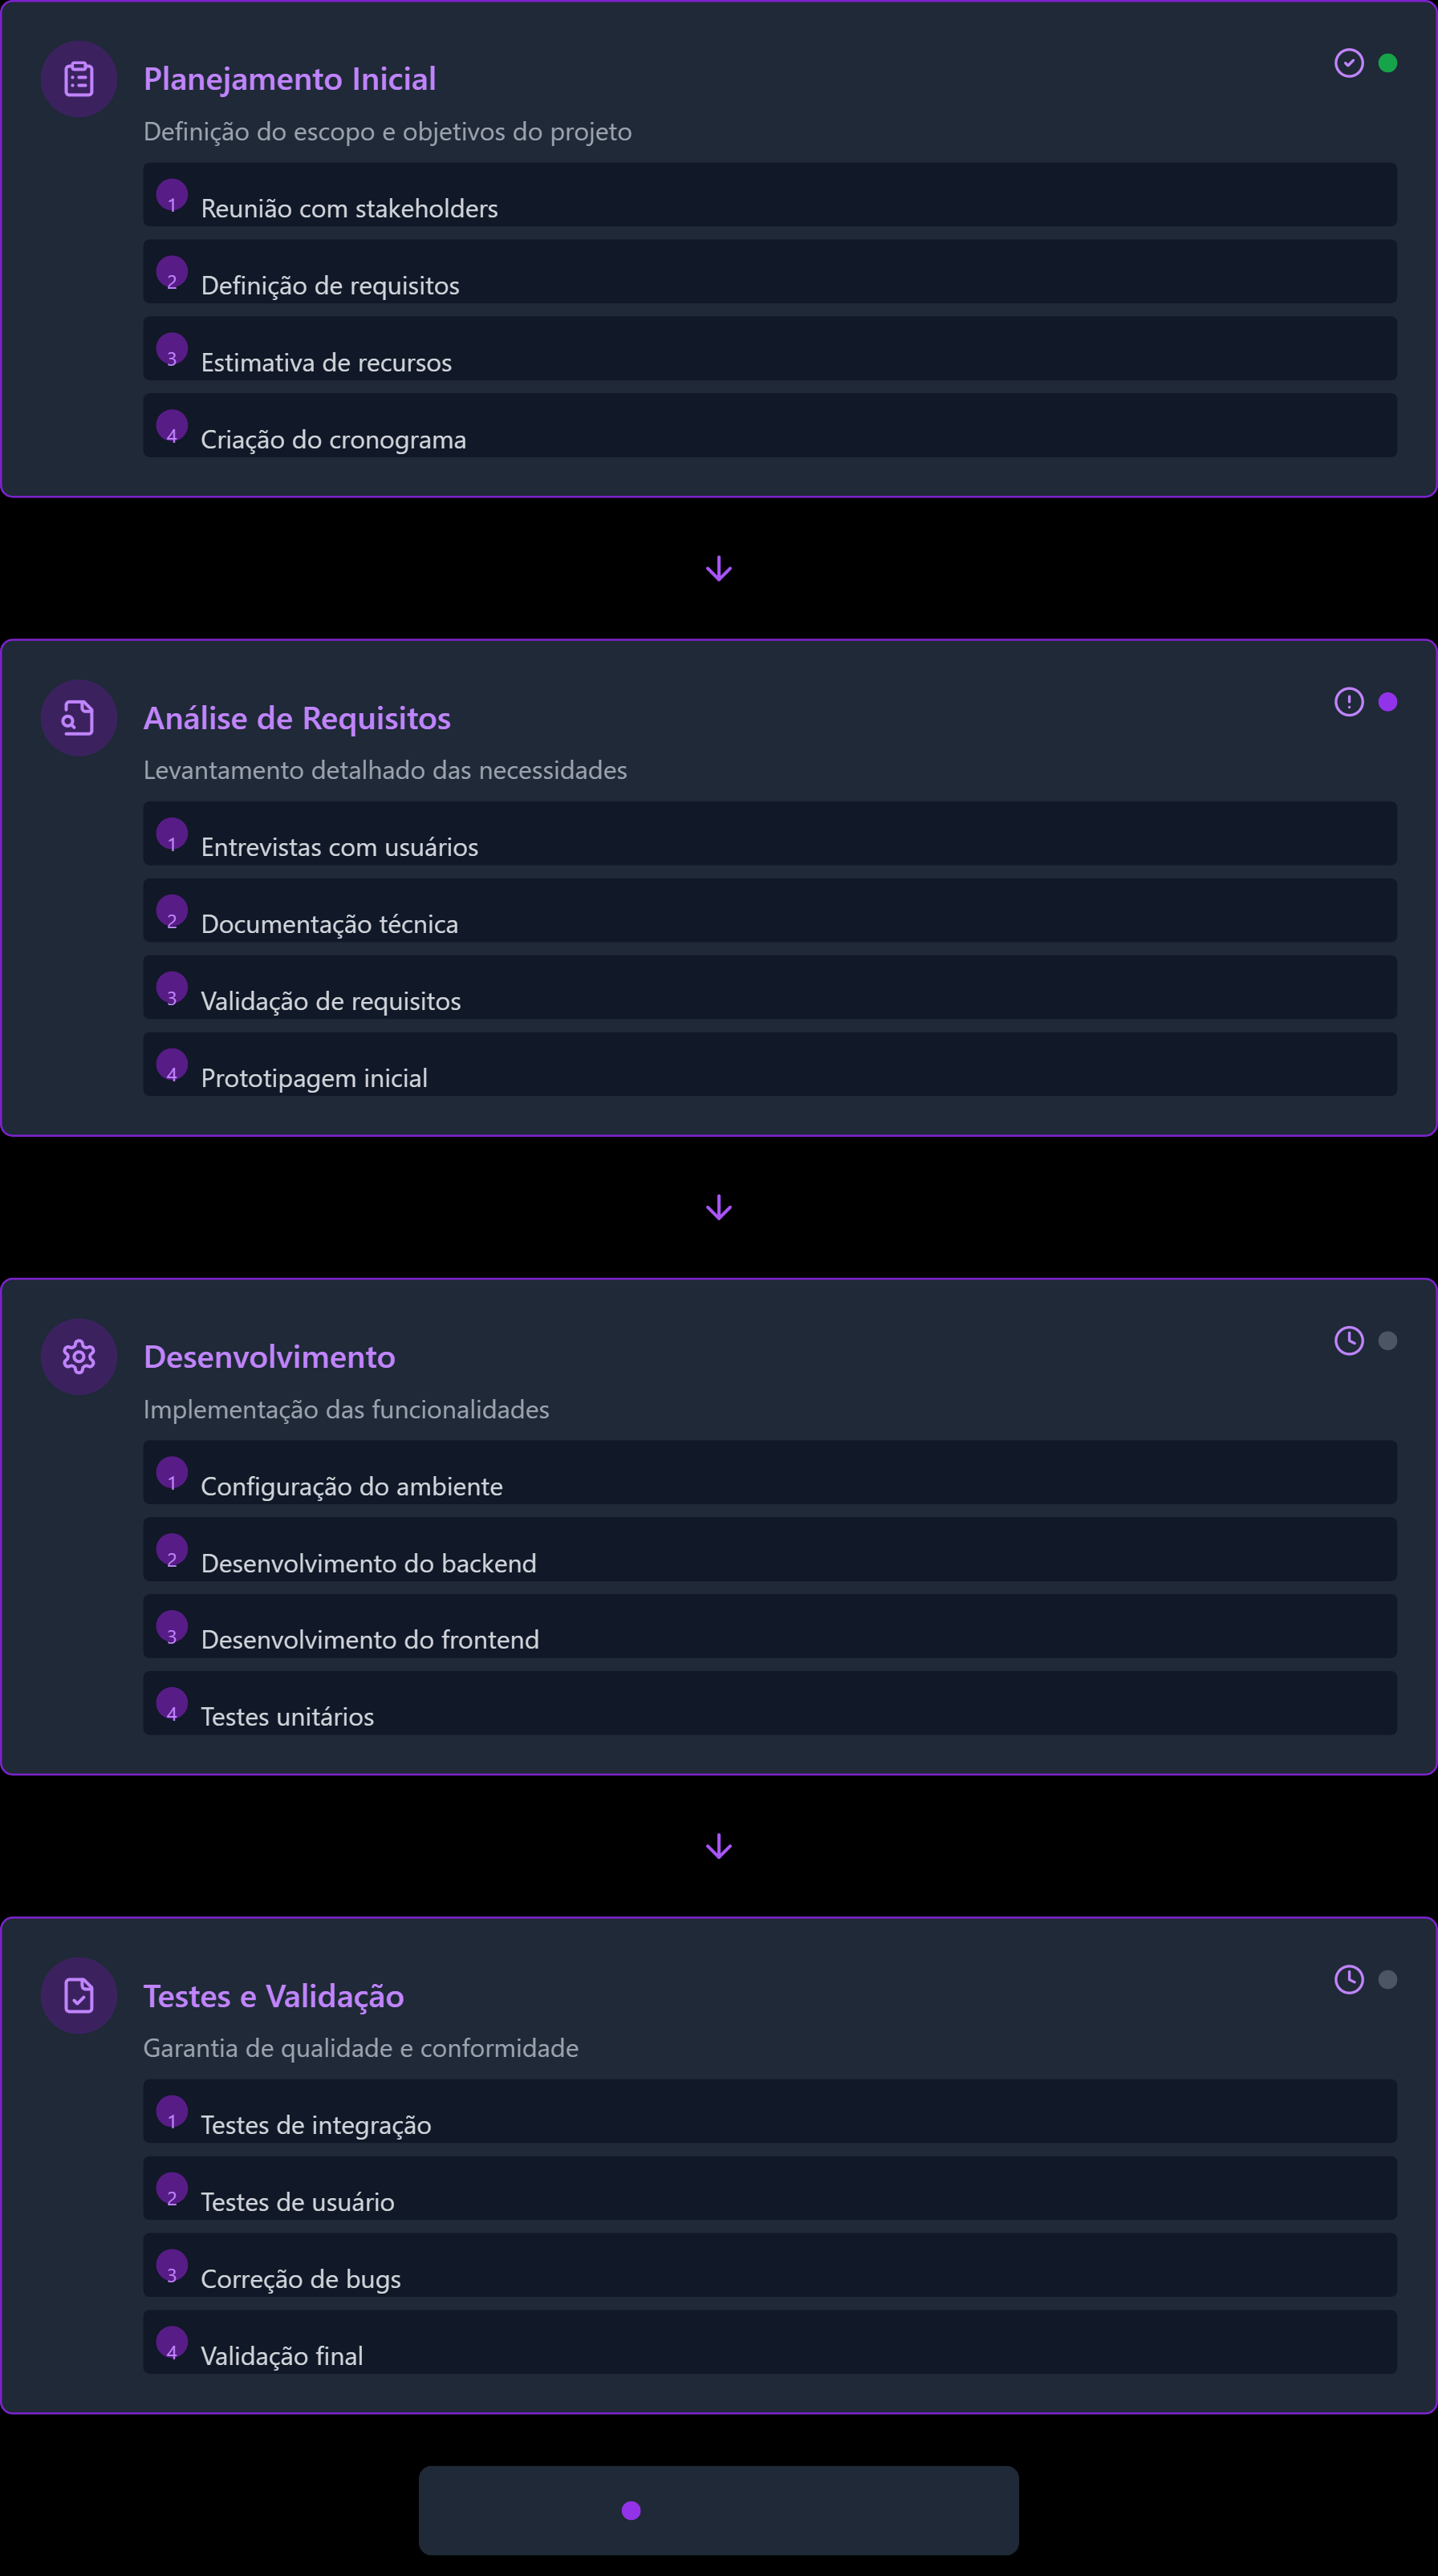 Planejamento Inicial
Definição do escopo e objetivos do projeto
1 Reunião com stakeholders
2 Definição de requisitos
3 Estimativa de recursos
4 Criação do cronograma
Análise de Requisitos
Levantamento detalhado das necessidades
1 Entrevistas com usuários
2 Documentação técnica
3 Validação de requisitos
4 Prototipagem inicial
Desenvolvimento
Implementação das funcionalidades
1 Configuração do ambiente
2 Desenvolvimento do backend
3 Desenvolvimento do frontend
4 Testes unitários
Testes e Validação
Garantia de qualidade e conformidade
1 Testes de integração
2 Testes de usuário
3 Correção de bugs
4 Validação final